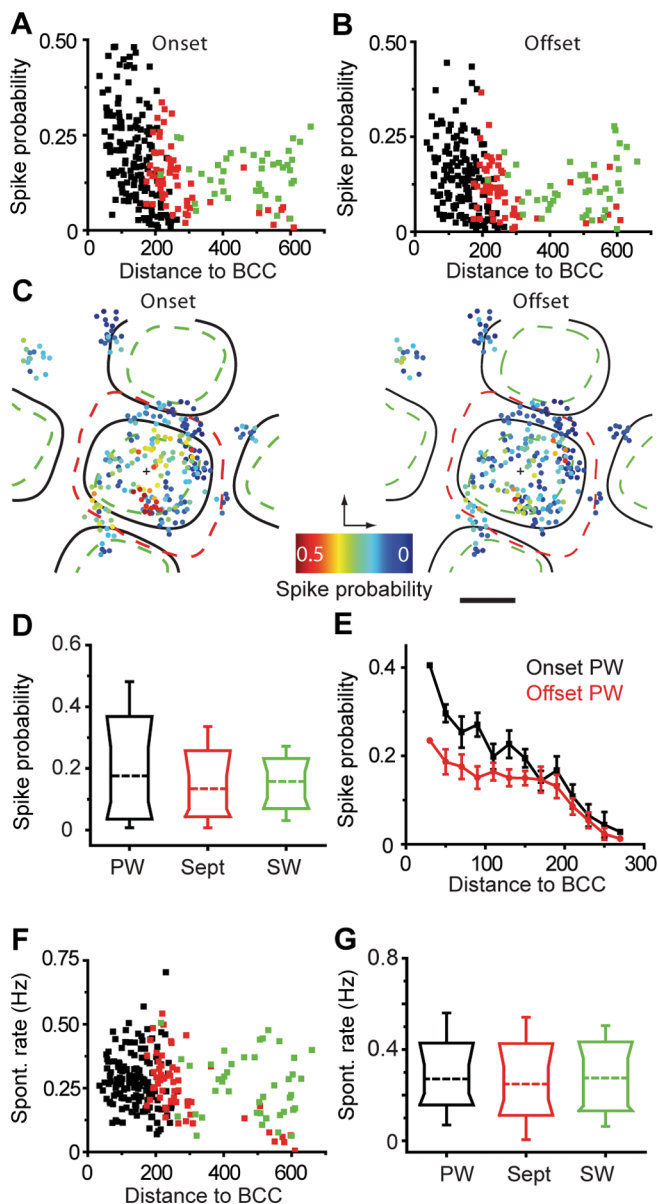 A
Onset
Spike probability
0.50
0.25
0
0 200 400 600
Distance to BCC
B
Offset
Spike probability
0.50
0.25
0
0 200 400 600
Distance to BCC
C
Onset
Offset
0.5 0
Spike probability
D
Spike probability
0.6
0.4
0.2
0
PW Sept SW
E
Spike probability
0.4
0.2
0
Onset PW
Offset PW
0 100 200 300
Distance to BCC
F
Spont. rate (Hz)
0.75
0.50
0.25
0
0 200 400 600
Distance to BCC
G
Spont. rate (Hz)
0.8
0.4
0
PW Sept SW